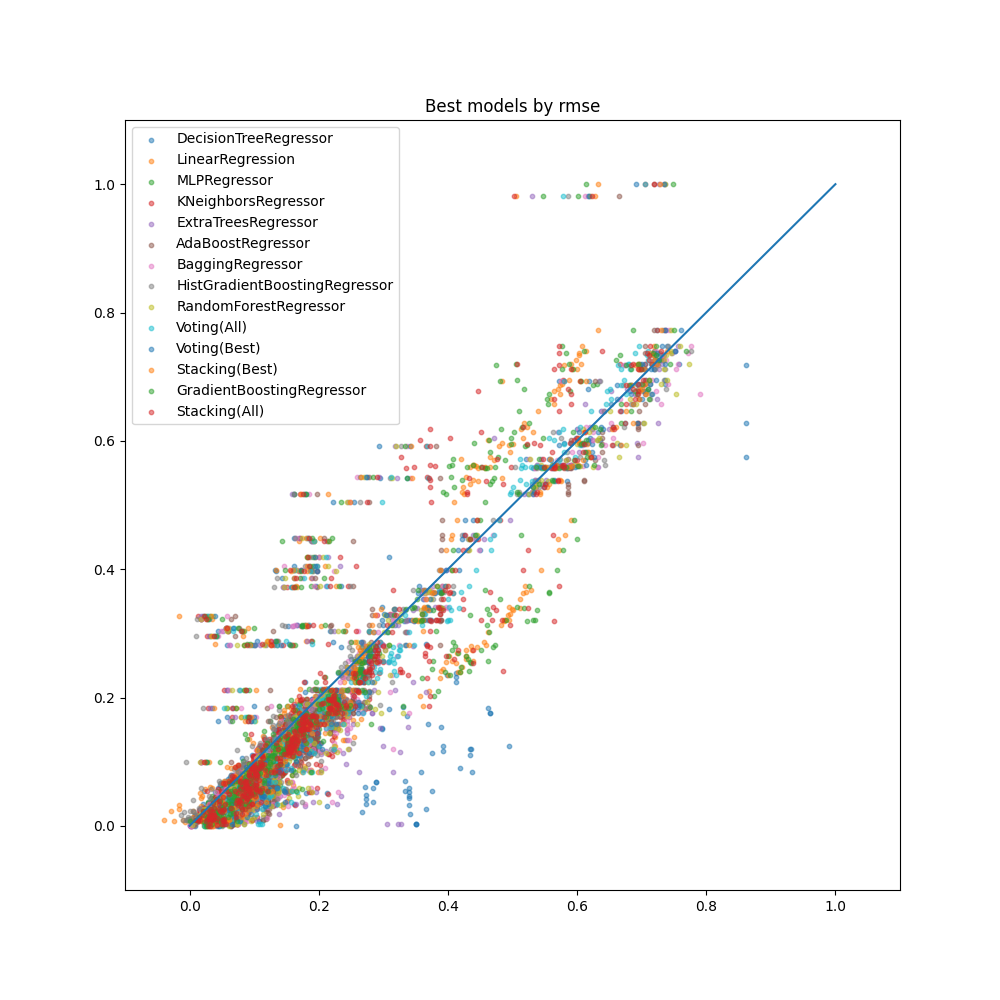 Best models by rmse
DecisionTreeRegressor
LinearRegression
MLPRegressor
KNeighborsRegressor
ExtraTreesRegressor
AdaBoostRegressor
BaggingRegressor
HistGradientBoostingRegressor
RandomForestRegressor
Voting(All)
Voting(Best)
Stacking(Best)
GradientBoostingRegressor
Stacking(All)
1.0
0.8
0.6
0.4
0.2
0.0
0.0 0.2 0.4 0.6 0.8 1.0